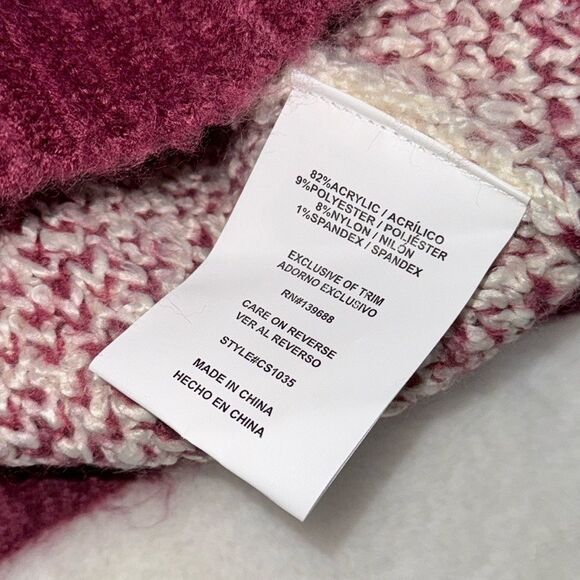 82%ACRYLIC / ACRÍLICO
9%POLYESTER / POLIÉSTER
8%NYLON / NILÓN
1%SPANDEX / SPANDEX
EXCLUSIVE OF TRIM
ADORNO EXCLUSIVO
RN#139688
CARE ON REVERSE
VER AL REVERSO
STYLE#CS1035
MADE IN CHINA
HECHO EN CHINA